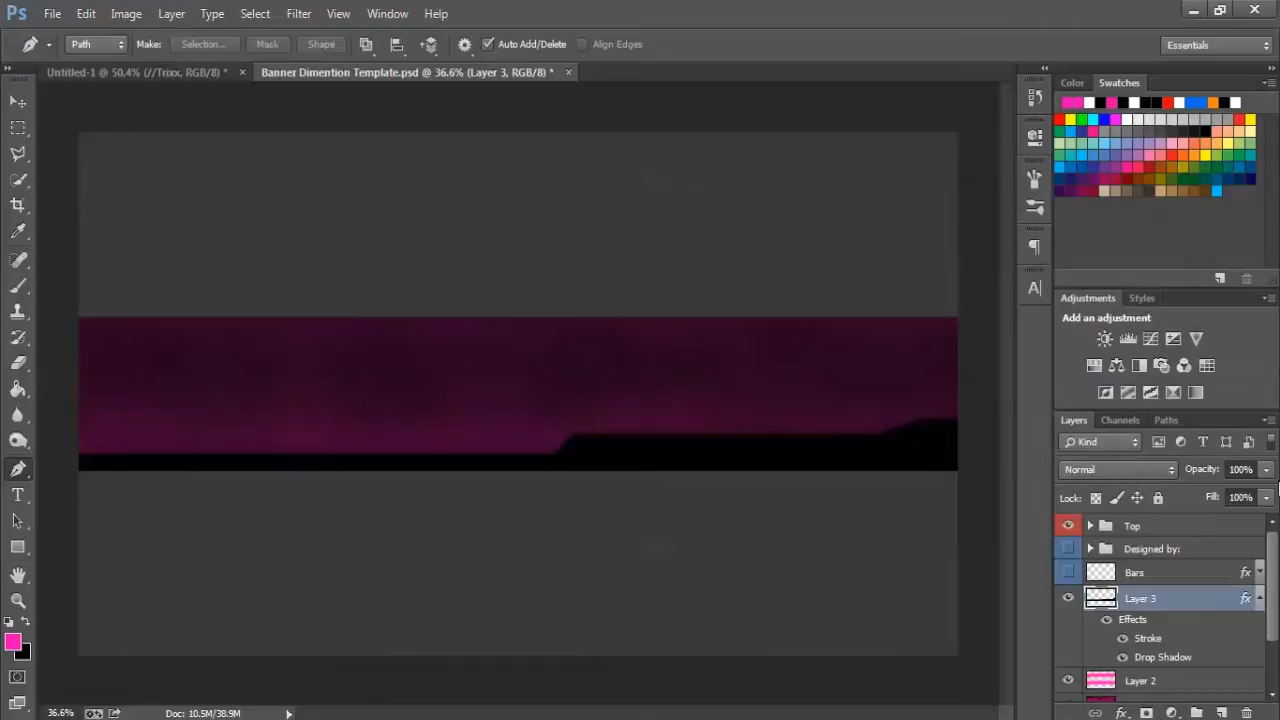 Ps File Edit Image Layer Type Select Filter View Window Help
Path Make: Selection... Mask Shape Auto Add/Delete Align Edges Essentials
Untitled-1 @ 50.4% (//Trixx, RGB/8) * × Banner Dimention Template.psd @ 36.6% (Layer 3, RGB/8) * ×
Color Swatches
Adjustments Styles
Add an adjustment
Layers Channels Paths
Kind
Normal Opacity: 100%
Lock: Fill: 100%
Top
Designed by:
Bars fx
Layer 3 fx
Effects
Stroke
Drop Shadow
Layer 2
36.6% Doc: 10.5M/38.9M